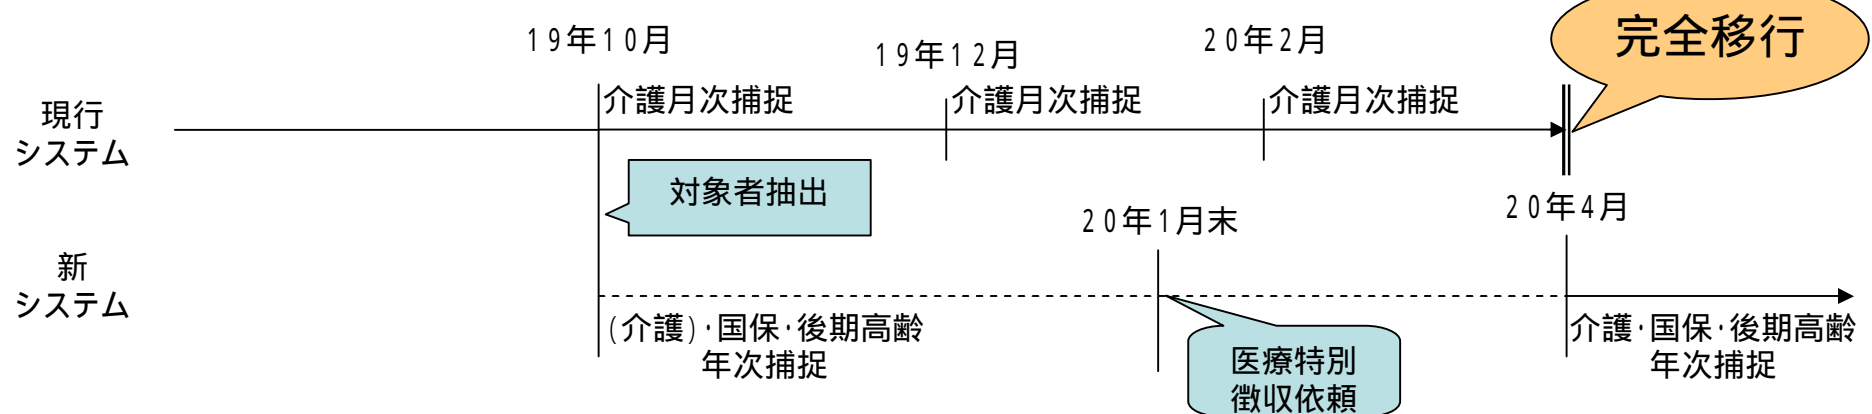 完全移行
19年10月
19年12月
20年2月
現行
システム
介護月次捕捉
介護月次捕捉
介護月次捕捉
対象者抽出
20年1月末
20年4月
新
システム
(介護)・国保・後期高齢
年次捕捉
医療特別
徴収依頼
介護・国保・後期高齢
年次捕捉